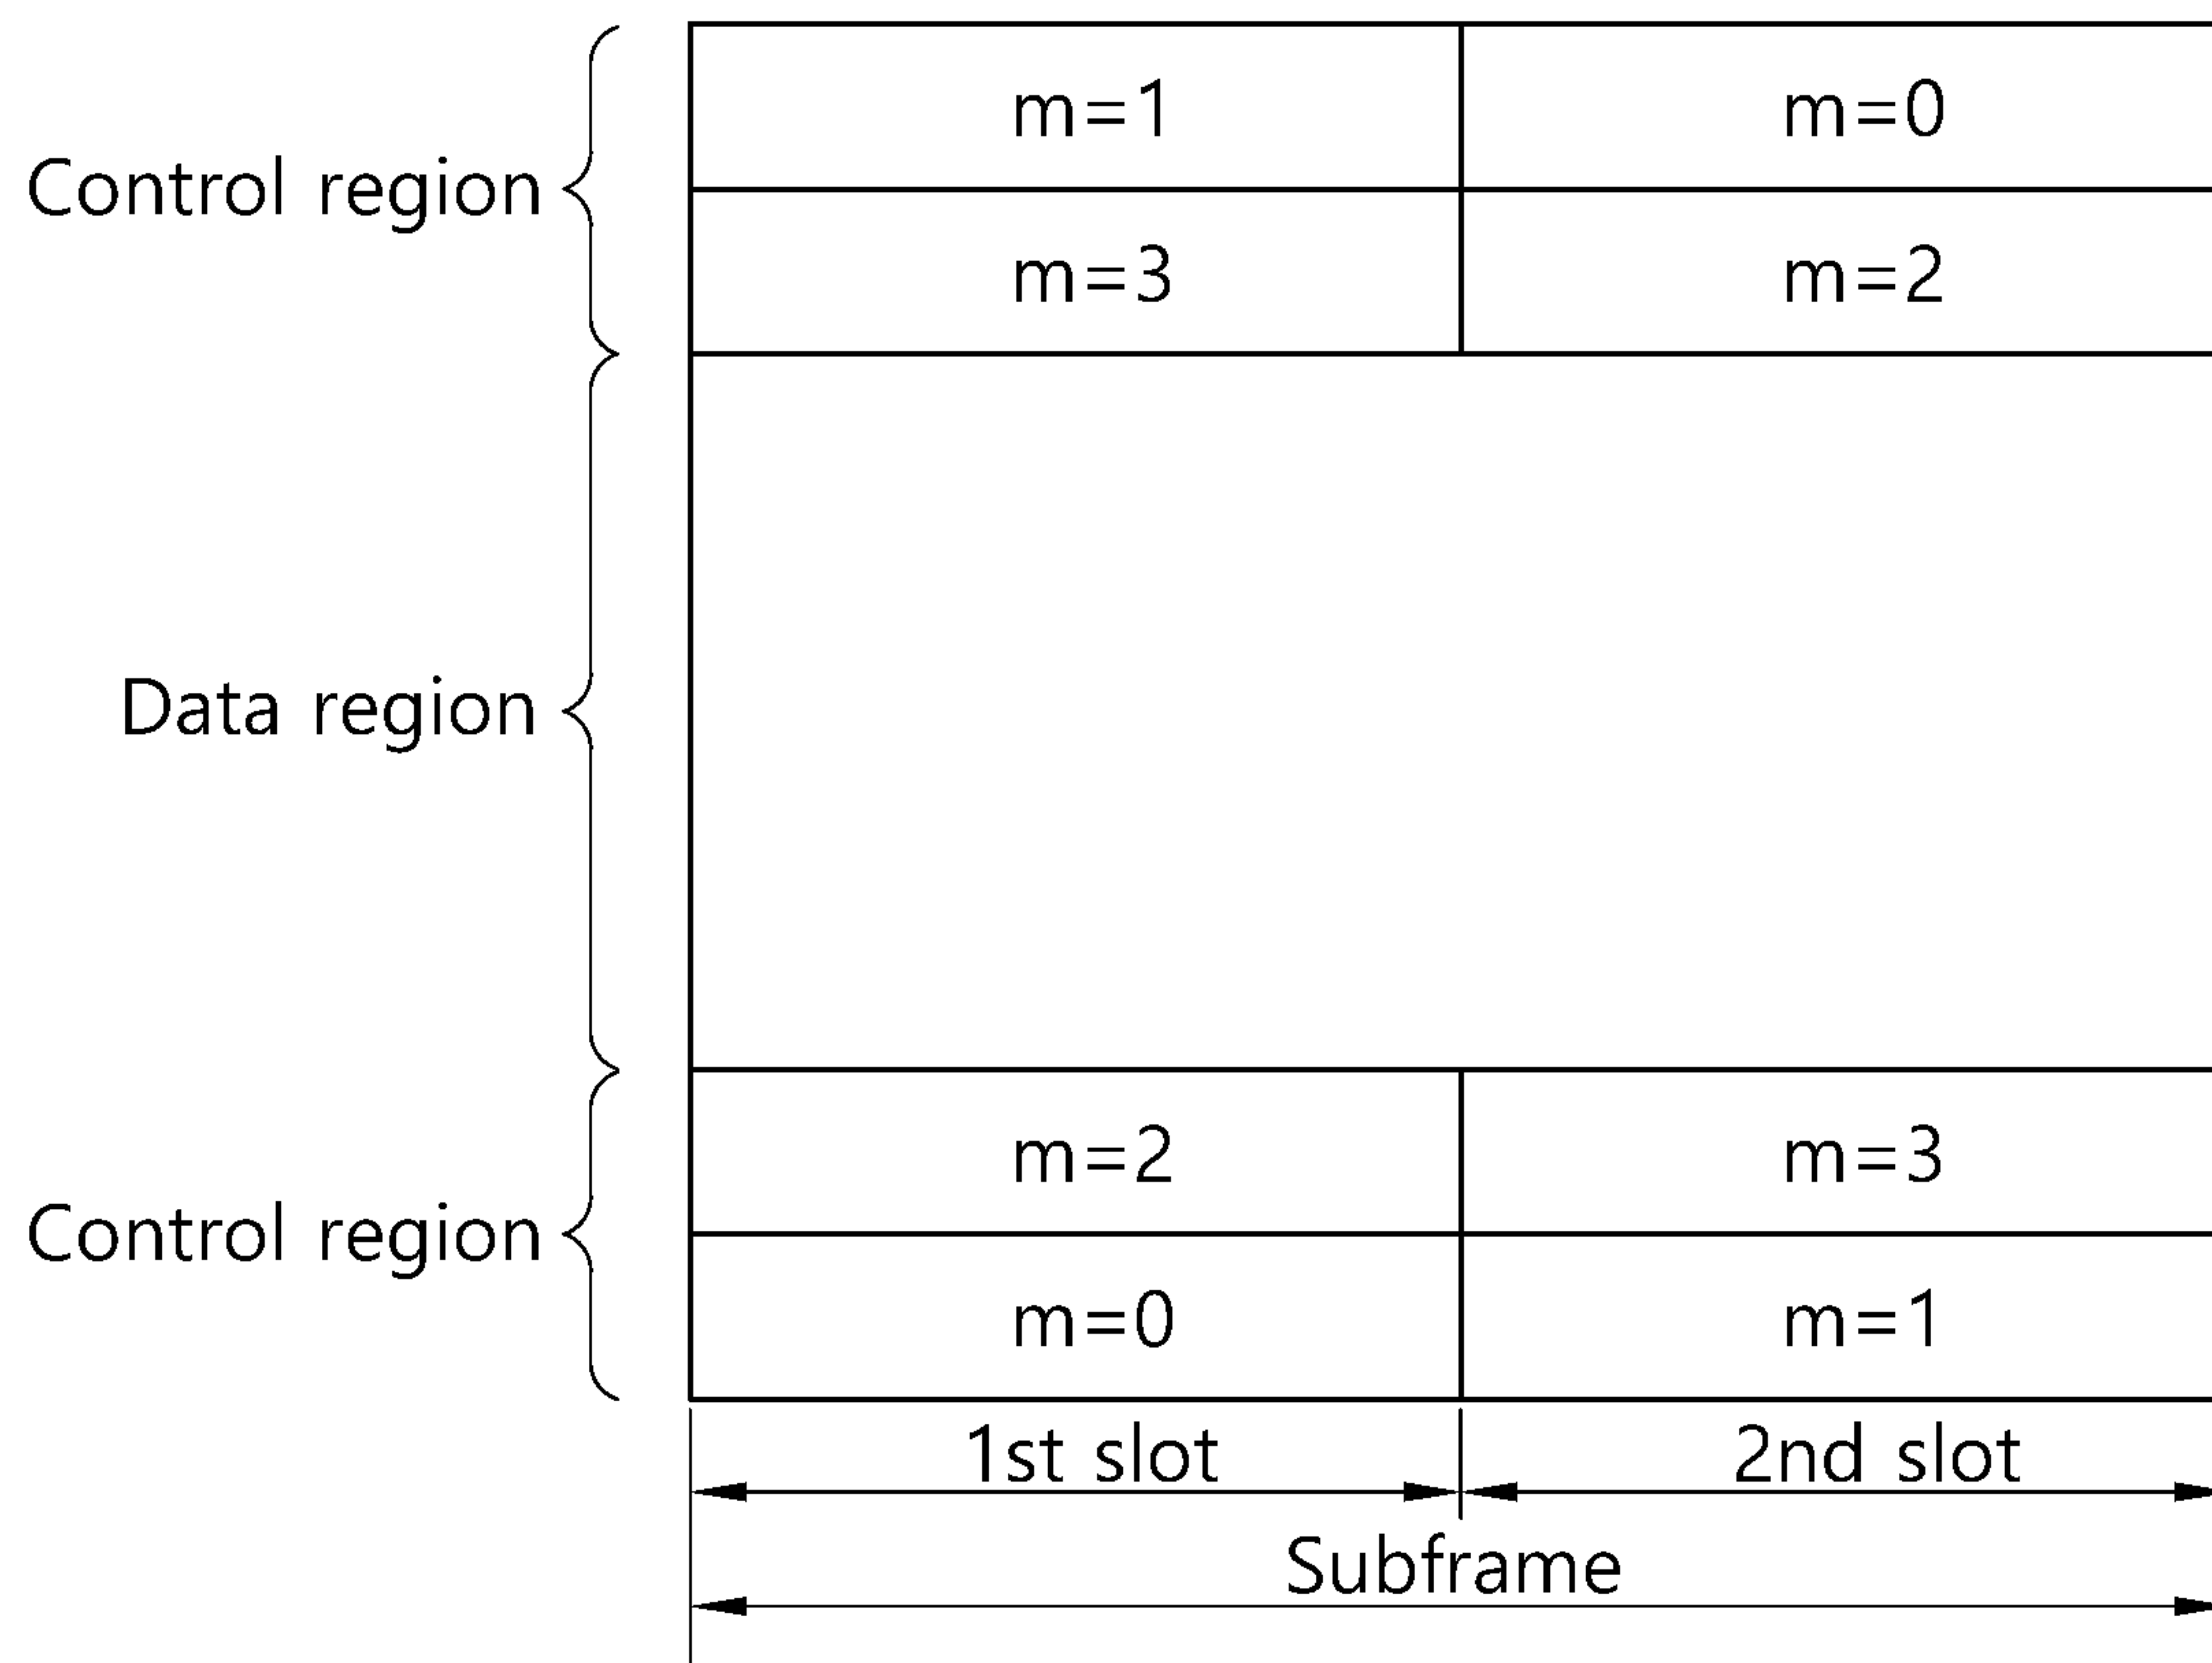 m=1 m=0
Control region
m=3 m=2
Data region
m=2 m=3
Control region
m=0 m=1
1st slot 2nd slot
Subframe